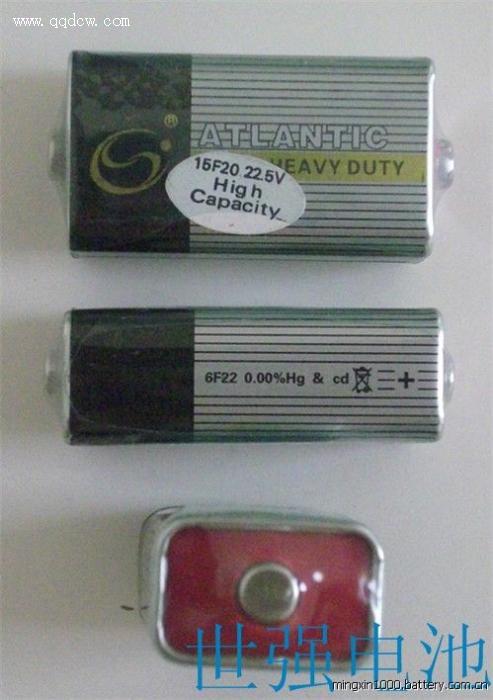 www.qqdcw.com
®
ATLANTIC
HEAVY DUTY
15F20 22.5V
High
Capacity
6F22 0.00%Hg & cd
+
世强电池
mingxin1000.battery.com.cn